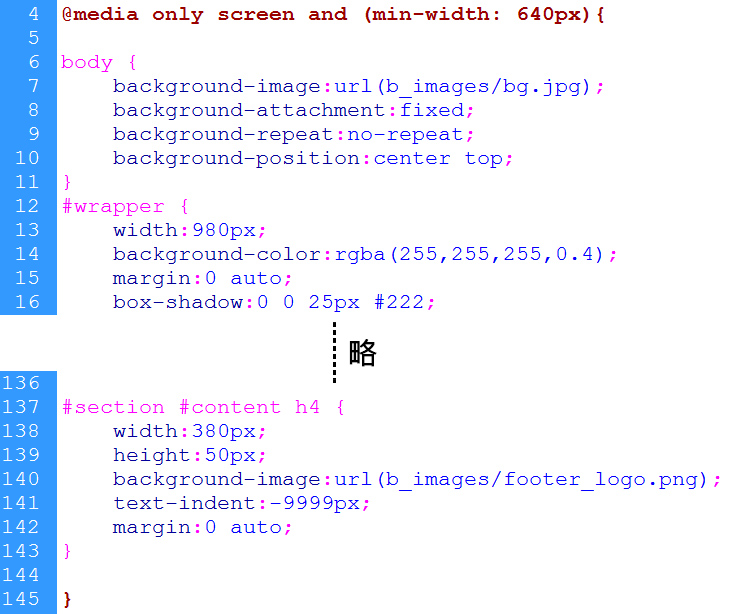 4 @media only screen and (min-width: 640px){
5
6 body {
7     background-image:url(b_images/bg.jpg);
8     background-attachment:fixed;
9     background-repeat:no-repeat;
10     background-position:center top;
11 }
12 #wrapper {
13     width:980px;
14     background-color:rgba(255,255,255,0.4);
15     margin:0 auto;
16     box-shadow:0 0 25px #222;
略
136
137 #section #content h4 {
138     width:380px;
139     height:50px;
140     background-image:url(b_images/footer_logo.png);
141     text-indent:-9999px;
142     margin:0 auto;
143 }
144
145 }